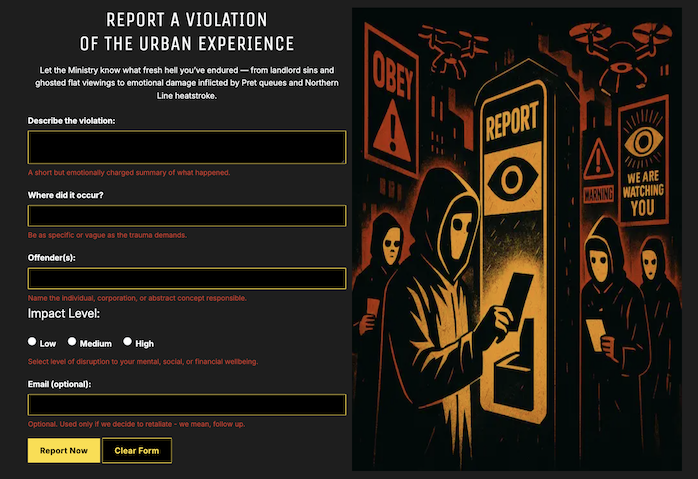 REPORT A VIOLATION
OF THE URBAN EXPERIENCE
Let the Ministry know what fresh hell you've endured — from landlord sins and
ghosted flat viewings to emotional damage inflicted by Pret queues and Northern
Line heatstroke.
Describe the violation:
A short but emotionally charged summary of what happened.
Where did it occur?
Be as specific or vague as the trauma demands.
Offender(s):
Name the individual, corporation, or abstract concept responsible.
Impact Level:
Low Medium High
Select level of disruption to your mental, social, or financial wellbeing.
Email (optional):
Optional. Used only if we decide to retaliate - we mean, follow up.
Report Now Clear Form
OBEY
REPORT
WARNING
WE ARE
WATCHING
YOU